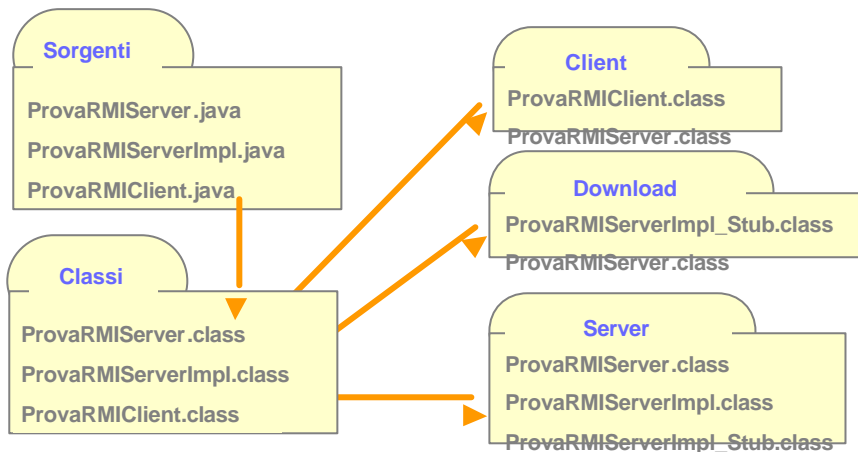 Sorgenti
ProvaRMIServer.java
ProvaRMIServerImpl.java
ProvaRMIClient.java
Classi
ProvaRMIServer.class
ProvaRMIServerImpl.class
ProvaRMIClient.class
Client
ProvaRMIClient.class
ProvaRMIServer.class
Download
ProvaRMIServerImpl_Stub.class
ProvaRMIServer.class
Server
ProvaRMIServer.class
ProvaRMIServerImpl.class
ProvaRMIServerImpl_Stub.class